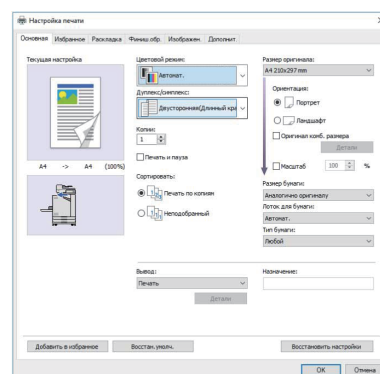 Настройка печати
Основная Избранное Раскладка Финиш.обр. Изображен. Дополнит.
Текущая настройка
A4 -> A4 (100%)
Цветовой режим:
Автомат.
Дуплекс/симплекс:
Двусторонняя(Длинный кра
Копии:
1
Печать и пауза
Сортировать:
Печать по копиям
Неподобранный
Вывод:
Печать
Детали
Размер оригинала:
A4 210x297 mm
Ориентация:
Портрет
Ландшафт
Оригинал комб. размера
Детали
Масштаб 100 %
Размер бумаги:
Аналогично оригиналу
Лоток для бумаги:
Автомат.
Тип бумаги:
Любой
Назначение:
Добавить в избранное Восстан.умолч. Восстановить настройки
OK Отмена